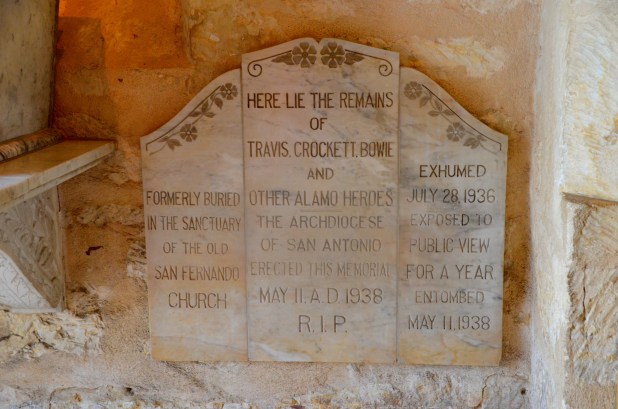 FORMERLY BURIED
IN THE SANCTUARY
OF THE OLD
SAN FERNANDO
CHURCH
HERE LIE THE REMAINS
OF
TRAVIS, CROCKETT, BOWIE
AND
OTHER ALAMO HEROES
THE ARCHDIOCESE
OF SAN ANTONIO
ERECTED THIS MEMORIAL
MAY 11. A.D. 1938
R.I.P.
EXHUMED
JULY 28, 1936
EXPOSED TO
PUBLIC VIEW
FOR A YEAR
ENTOMBED
MAY 11, 1938